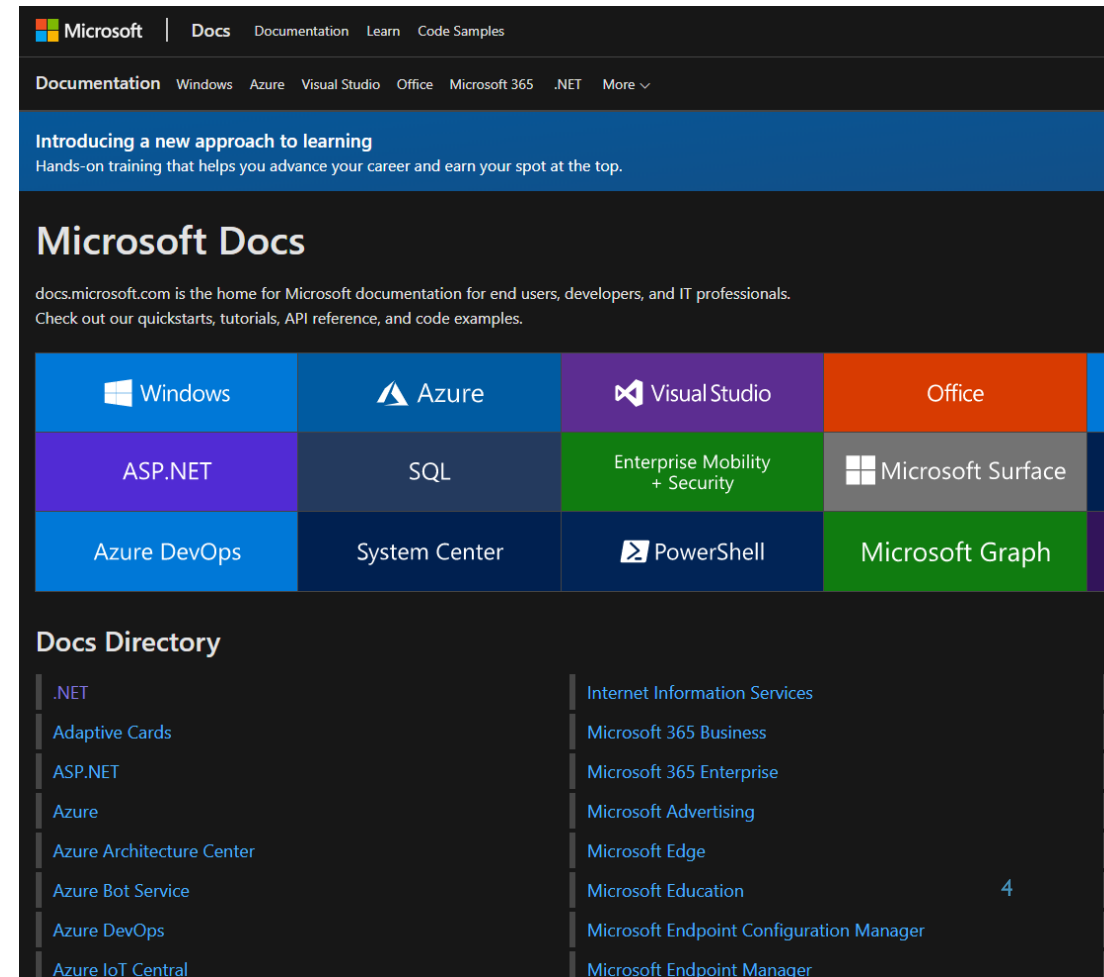 Microsoft Docs Documentation Learn Code Samples
Documentation Windows Azure Visual Studio Office Microsoft 365 .NET More
Introducing a new approach to learning
Hands-on training that helps you advance your career and earn your spot at the top.
Microsoft Docs
docs.microsoft.com is the home for Microsoft documentation for end users, developers, and IT professionals.
Check out our quickstarts, tutorials, API reference, and code examples.
Windows
Azure
Visual Studio
Office
ASP.NET
SQL
Enterprise Mobility
+ Security
Microsoft Surface
Azure DevOps
System Center
PowerShell
Microsoft Graph
Docs Directory
.NET
Adaptive Cards
ASP.NET
Azure
Azure Architecture Center
Azure Bot Service
Azure DevOps
Azure IoT Central
Internet Information Services
Microsoft 365 Business
Microsoft 365 Enterprise
Microsoft Advertising
Microsoft Edge
Microsoft Education
Microsoft Endpoint Configuration Manager
Microsoft Endpoint Manager
4